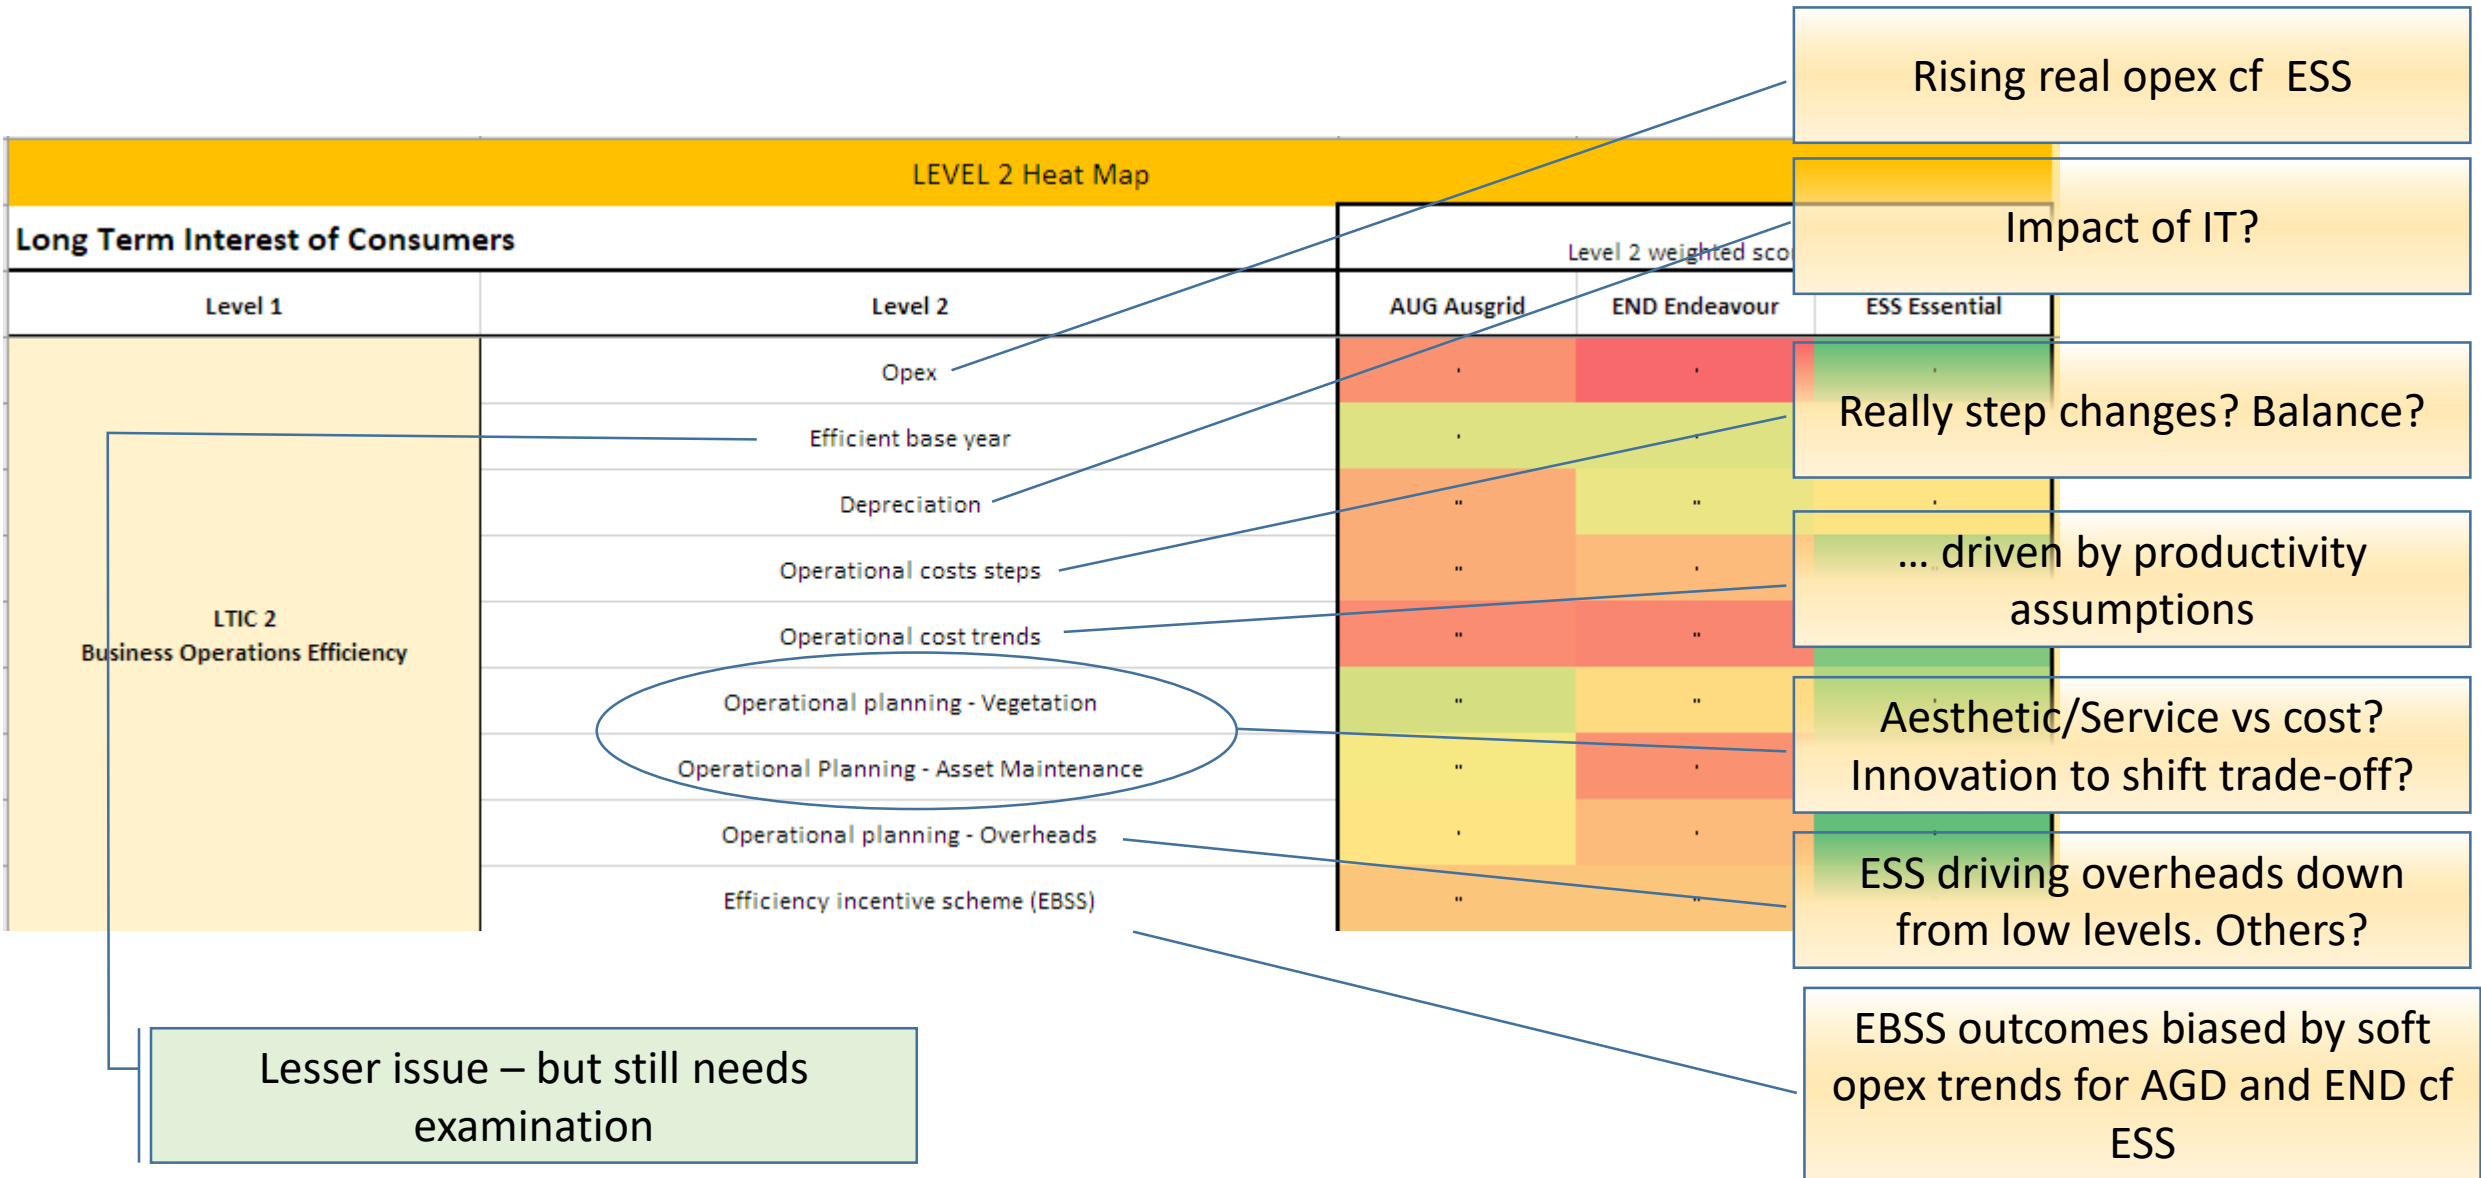 Rising real opex cf  ESS
LEVEL 2 Heat Map
Impact of IT?
Long Term Interest of Consumers
Level 2 weighted
Level 1
Level 2
AUG Ausgrid
END Endeavour
ESS Essential
Opex
Really step changes? Balance?
Efficient base year
Depreciation
Operational costs steps
... driven by productivity
assumptions
LTIC 2
Business Operations Efficiency
Operational cost trends
Operational planning - Vegetation
Aesthetic/Service vs cost?
Innovation to shift trade-off?
Operational Planning - Asset Maintenance
Operational planning - Overheads
ESS driving overheads down
from low levels. Others?
Efficiency incentive scheme (EBSS)
EBSS outcomes biased by soft
opex trends for AGD and END cf
ESS
Lesser issue – but still needs
examination